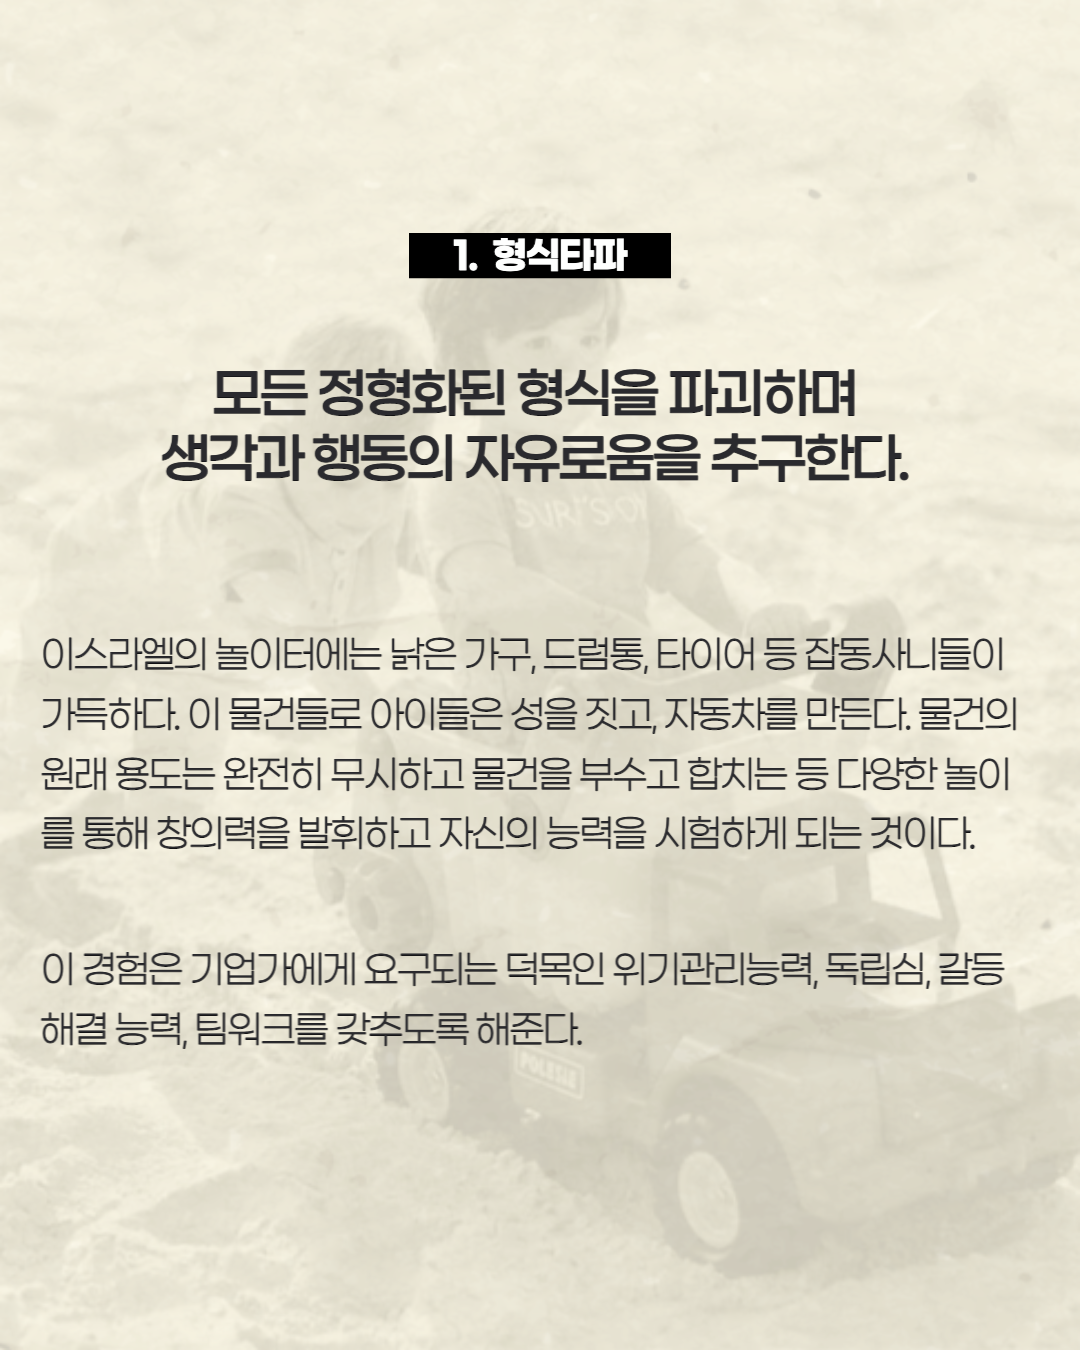 1. 형식타파
모든 정형화된 형식을 파괴하며
생각과 행동의 자유로움을 추구한다.
이스라엘의 놀이터에는 낡은 가구, 드럼통, 타이어 등 잡동사니들이
가득하다. 이 물건들로 아이들은 성을 짓고, 자동차를 만든다. 물건의
원래 용도는 완전히 무시하고 물건을 부수고 합치는 등 다양한 놀이
를 통해 창의력을 발휘하고 자신의 능력을 시험하게 되는 것이다.
이 경험은 기업가에게 요구되는 덕목인 위기관리능력, 독립심, 갈등
해결 능력, 팀워크를 갖추도록 해준다.
POLESIE